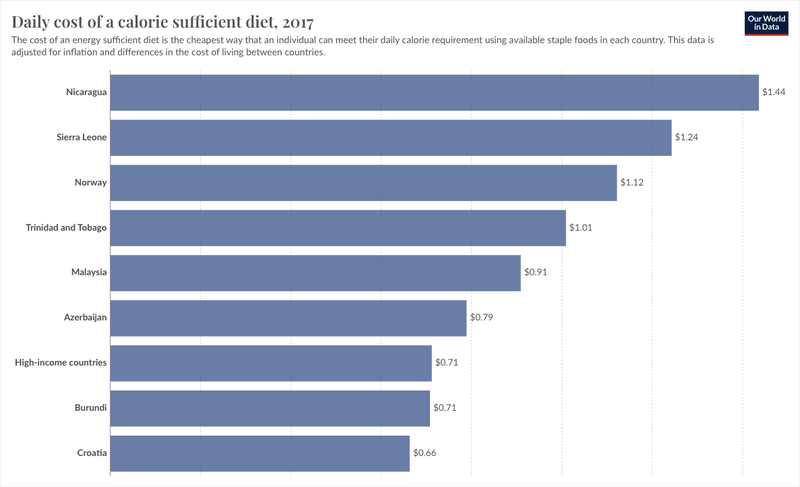 Daily cost of a calorie sufficient diet, 2017
Our World
in Data
The cost of an energy sufficient diet is the cheapest way that an individual can meet their daily calorie requirement using available staple foods in each country. This data is
adjusted for inflation and differences in the cost of living between countries.
Nicaragua $1.44
Sierra Leone $1.24
Norway $1.12
Trinidad and Tobago $1.01
Malaysia $0.91
Azerbaijan $0.79
High-income countries $0.71
Burundi $0.71
Croatia $0.66